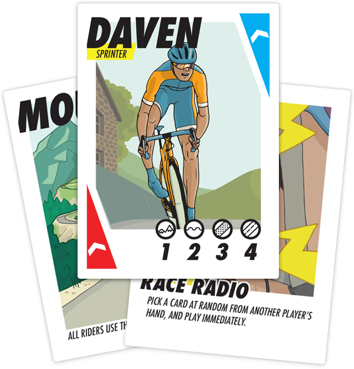 DAVEN
SPRINTER
1 2 3 4
RACE RADIO
PICK A CARD AT RANDOM FROM ANOTHER PLAYER'S
HAND, AND PLAY IMMEDIATELY.
ALL RIDERS USE